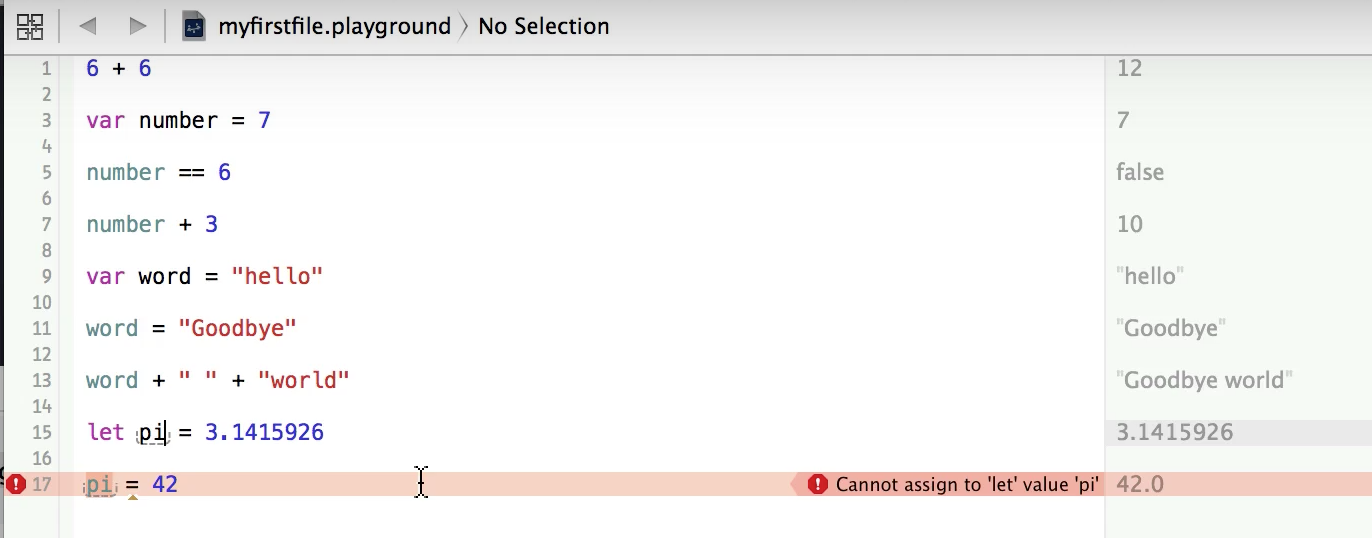 myfirstfile.playground 〉 No Selection
1 6 + 6 12
2
3 var number = 7 7
4
5 number == 6 false
6
7 number + 3 10
8
9 var word = "hello" "hello"
10
11 word = "Goodbye" "Goodbye"
12
13 word + " " + "world" "Goodbye world"
14
15 let pi = 3.1415926 3.1415926
16
17 pi = 42 Cannot assign to 'let' value 'pi' 42.0